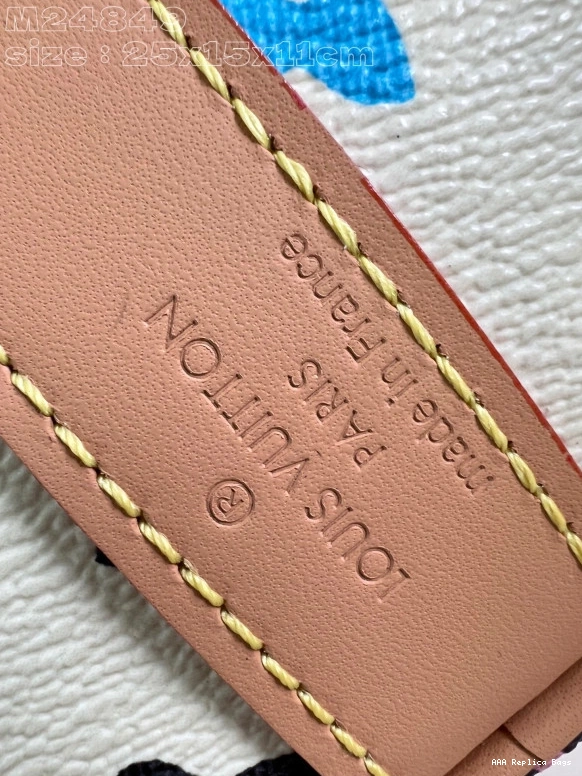 M24849
size : 25x15x11cm
LOUIS VUITTON ®
PARIS
made in France
AAA Replica Bags